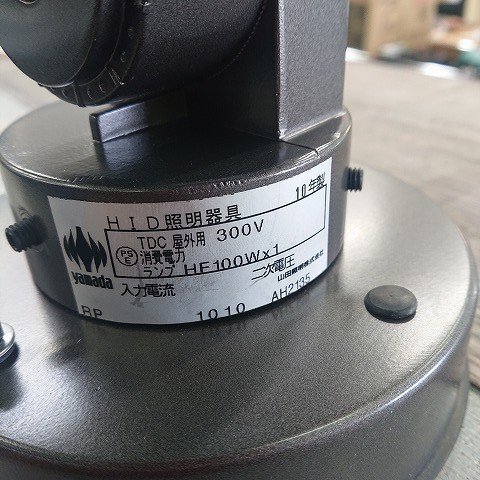 HID照明器具 10年製
TDC 屋外用 300V
PS E 消費電力
ランプ HF100W×1 二次電圧
yamada
入力電流 山田照明株式会社
RP 1010 AH2135